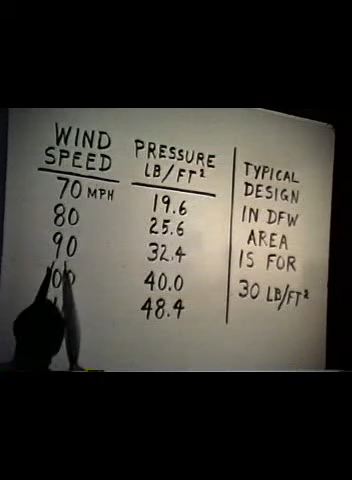 WIND
SPEED
PRESSURE
LB/FT²
70 MPH
19.6
80
25.6
90
32.4
00
40.0
48.4
TYPICAL
DESIGN
IN DFW
AREA
IS FOR
30 LB/FT²